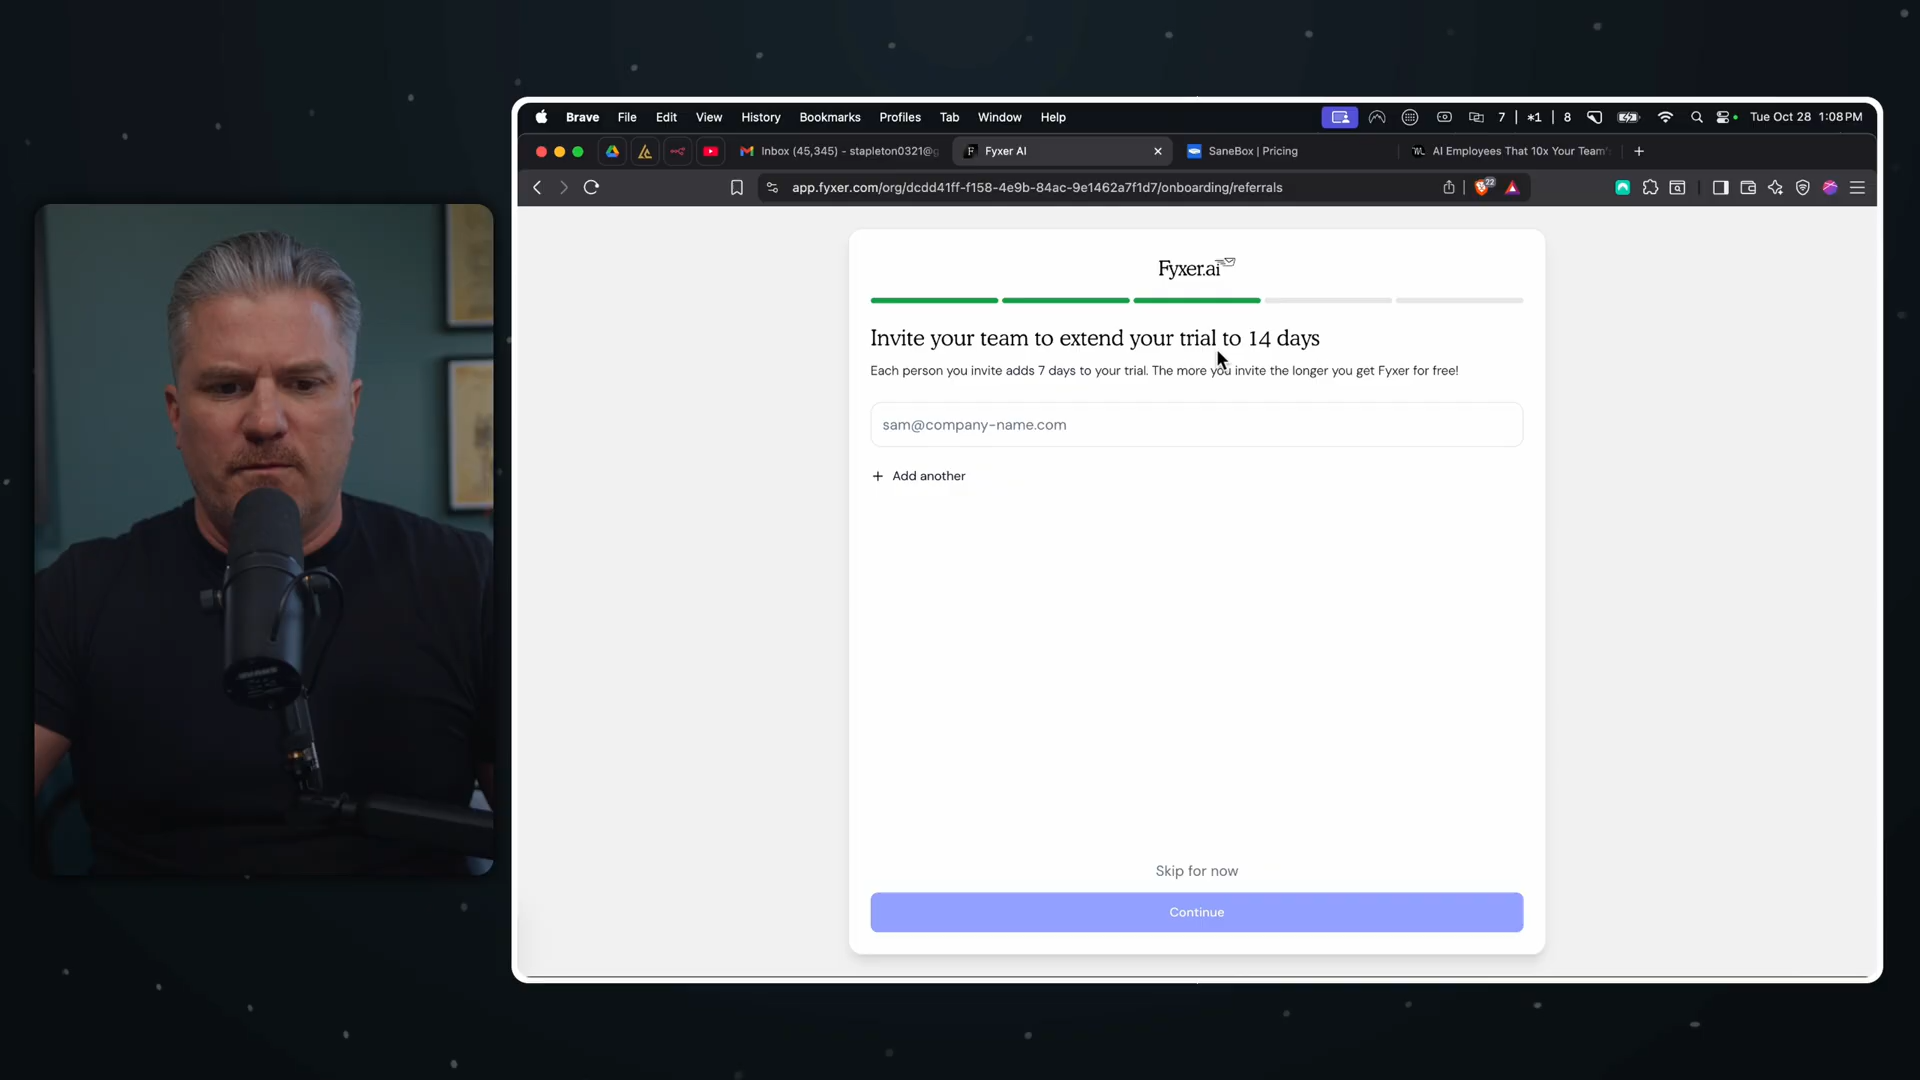 Brave File Edit View History Bookmarks Profiles Tab Window Help 7 *1 8 Tue Oct 28 1:08 PM
Inbox (45,345) - stapleton0321@g Fyxer AI SaneBox | Pricing AI Employees That 10x Your Team'
app.fyxer.com/org/dcdd41ff-f158-4e9b-84ac-9e1462a7f1d7/onboarding/referrals 22
Fyxer.ai
Invite your team to extend your trial to 14 days
Each person you invite adds 7 days to your trial. The more you invite the longer you get Fyxer for free!
sam@company-name.com
+ Add another
Skip for now
Continue